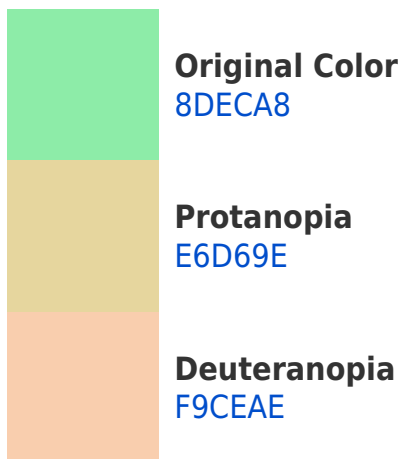 Original Color
8DECA8
Protanopia
E6D69E
Deuteranopia
F9CEAE